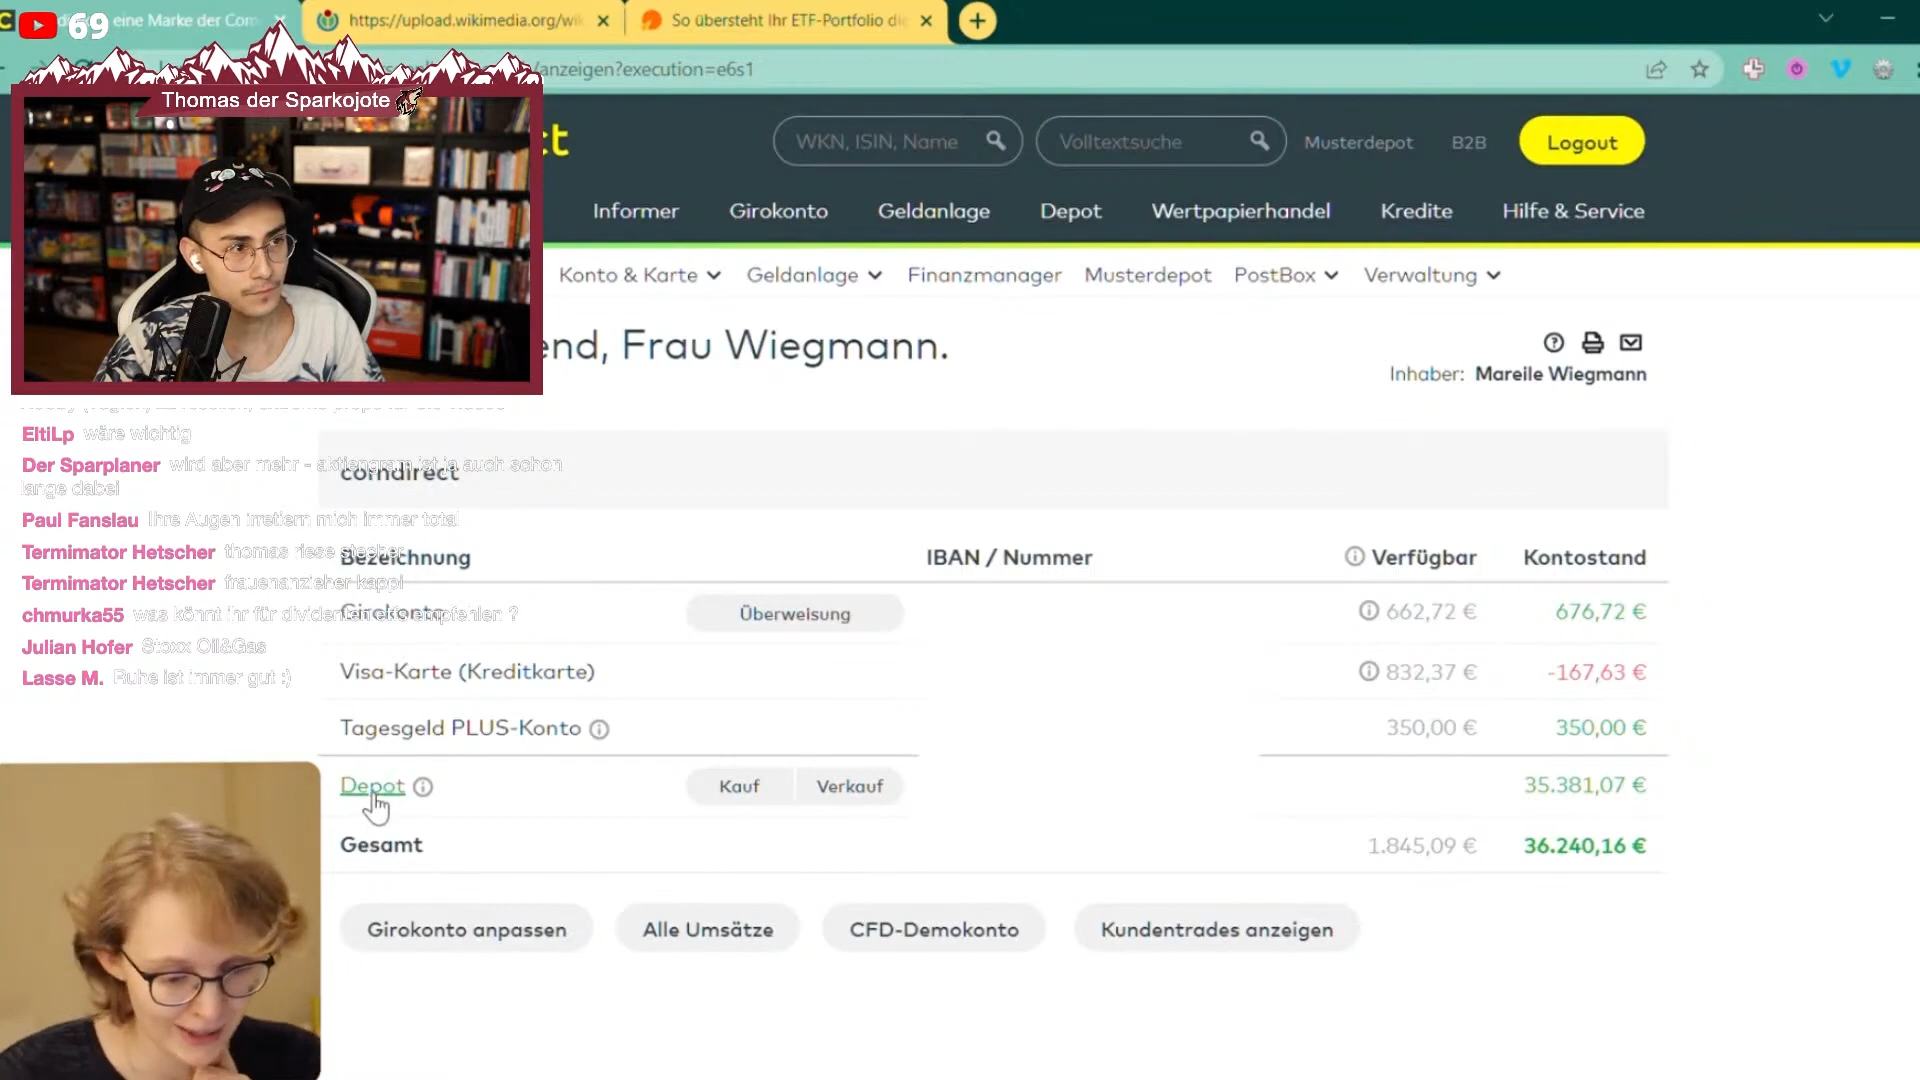 69
eine Marke der Com
https://upload.wikimedia.org/wi
So übersteht Ihr ETF-Portfolio di
/anzeigen?execution=e6s1
Thomas der Sparkojote
ct
WKN, ISIN, Name
Volltextsuche
Musterdepot
B2B
Logout
Informer
Girokonto
Geldanlage
Depot
Wertpapierhandel
Kredite
Hilfe & Service
Konto & Karte
Geldanlage
Finanzmanager
Musterdepot
PostBox
Verwaltung
end, Frau Wiegmann.
Inhaber: Mareile Wiegmann
EltiLp wäre wichtig
Der Sparplaner wird aber mehr - aktiengram ist ja auch schon
lange dabei
Paul Fanslau Ihre Augen irretiern mich immer total
Termimator Hetscher thomas riese stecher
Termimator Hetscher frauenanzieher kappi
chmurka55 was könnt ihr für dividenten etfs empfehlen ?
Julian Hofer Stoxx Oil&Gas
Lasse M. Ruhe ist immer gut :)
comdirect
Bezeichnung
IBAN / Nummer
Verfügbar
Kontostand
Girokonto
Überweisung
662,72 €
676,72 €
Visa-Karte (Kreditkarte)
832,37 €
-167,63 €
Tagesgeld PLUS-Konto
350,00 €
350,00 €
Depot
Kauf
Verkauf
35.381,07 €
Gesamt
1.845,09 €
36.240,16 €
Girokonto anpassen
Alle Umsätze
CFD-Demokonto
Kundentrades anzeigen